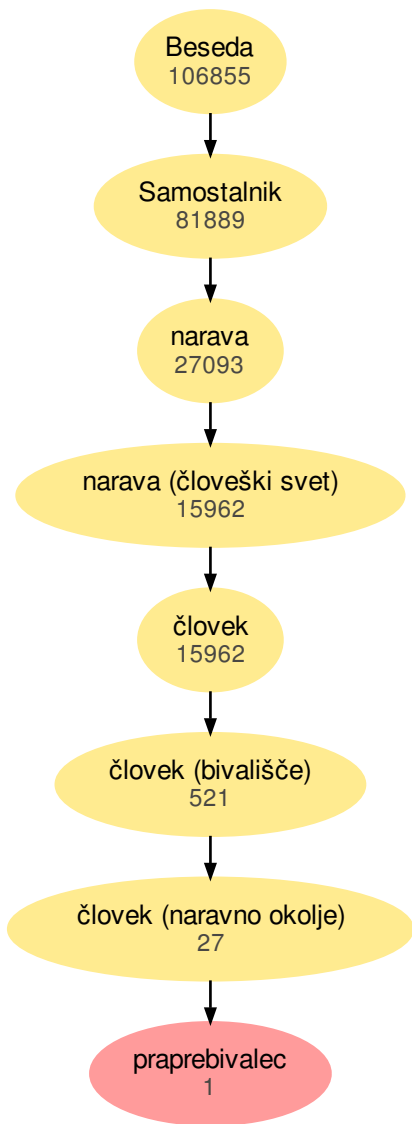 Beseda
106855
Samostalnik
81889
narava
27093
narava (človeški svet)
15962
človek
15962
človek (bivališče)
521
človek (naravno okolje)
27
praprebivalec
1